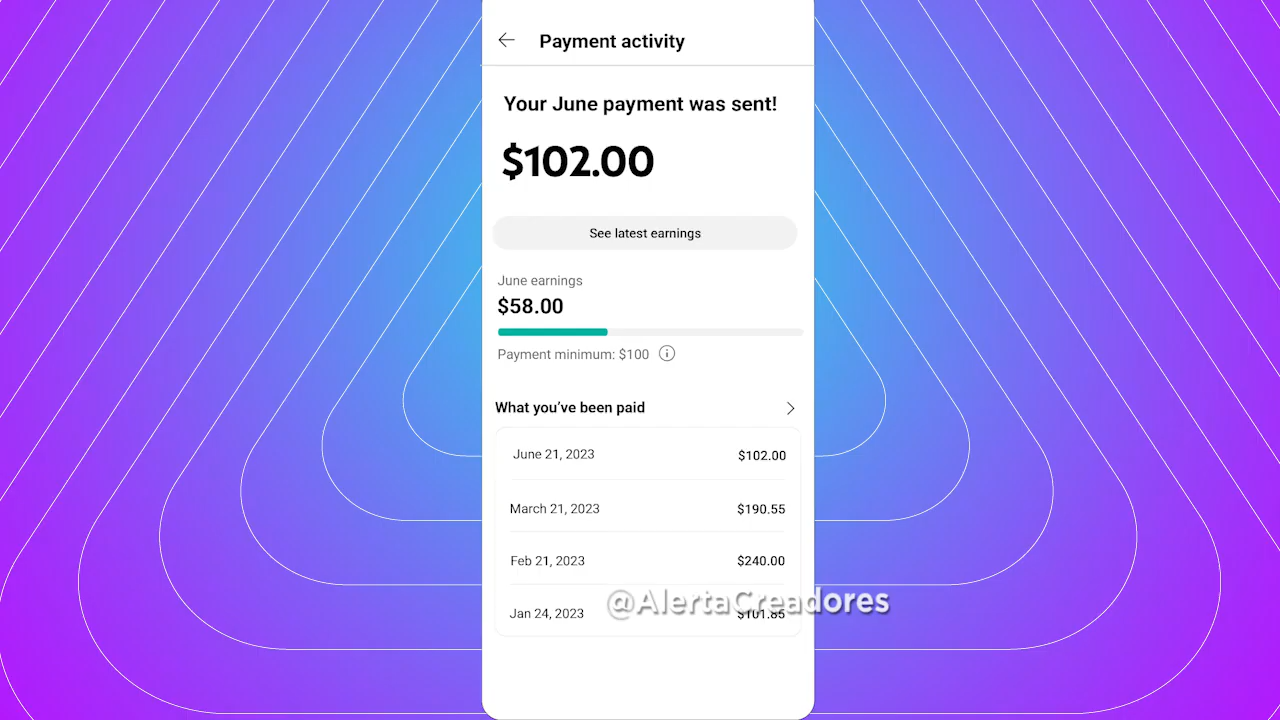 Payment activity
Your June payment was sent!
$102.00
See latest earnings
June earnings
$58.00
Payment minimum: $100
What you’ve been paid
June 21, 2023 $102.00
March 21, 2023 $190.55
Feb 21, 2023 $240.00
Jan 24, 2023 $101.85
@AlertaCreadores